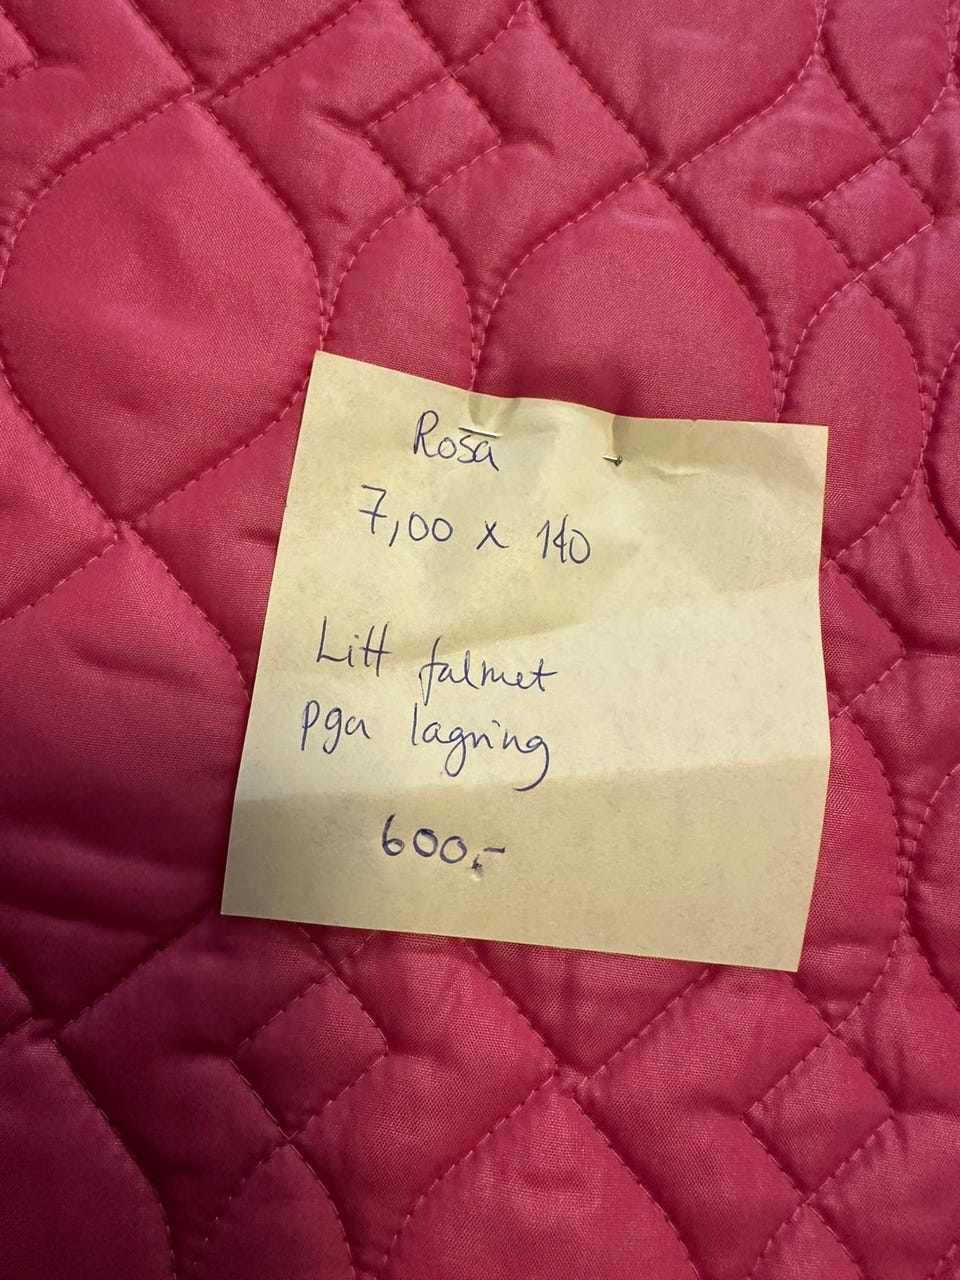 Rosa
7,00 x 140
Litt falmet
pga lagring
600,-